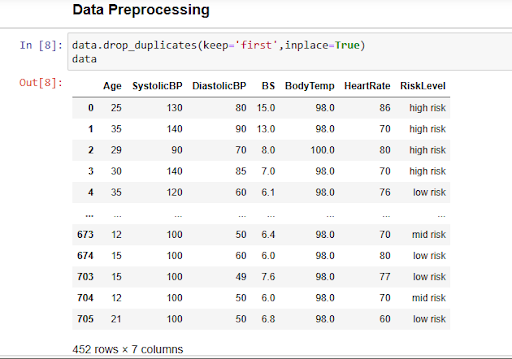 Data Preprocessing
In [8]: data.drop_duplicates(keep='first',inplace=True)
data
Out[8]:
Age SystolicBP DiastolicBP BS BodyTemp HeartRate RiskLevel
0 25 130 80 15.0 98.0 86 high risk
1 35 140 90 13.0 98.0 70 high risk
2 29 90 70 8.0 100.0 80 high risk
3 30 140 85 7.0 98.0 70 high risk
4 35 120 60 6.1 98.0 76 low risk
... ... ... ... ... ... ... ...
673 12 100 50 6.4 98.0 70 mid risk
674 15 100 60 6.0 98.0 80 low risk
703 15 100 49 7.6 98.0 77 low risk
704 12 100 50 6.0 98.0 70 mid risk
705 21 100 50 6.8 98.0 60 low risk
452 rows × 7 columns